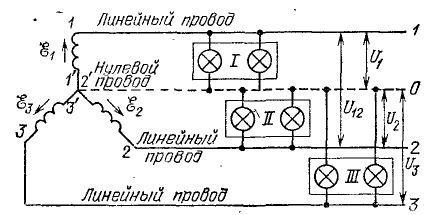 1 Линейный провод 1
ℰ1 I U1
1'
2' Нулевой провод 0
3'
ℰ3 ℰ2 II U12 U2
3 2 Линейный провод 2
III U3
Линейный провод 3